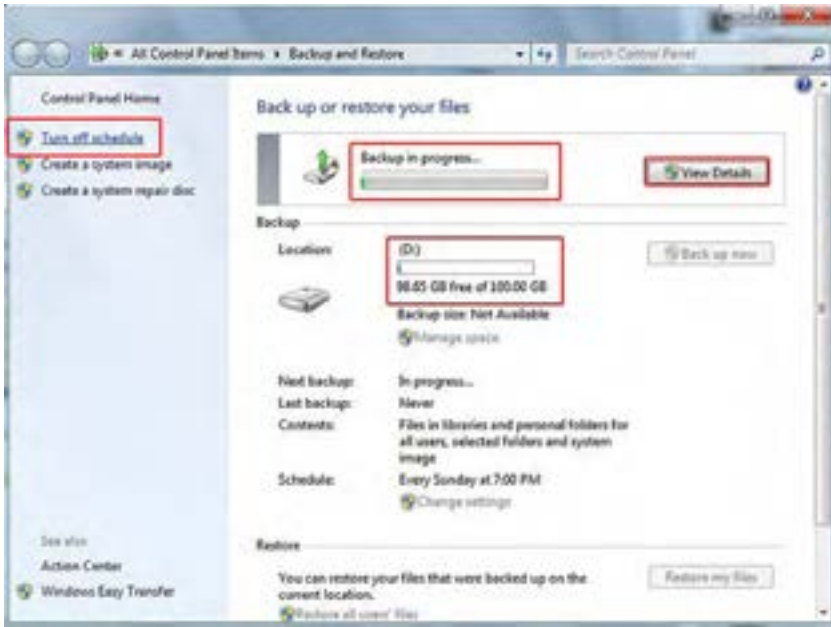 All Control Panel Items
Backup and Restore
Search Control Panel
Control Panel Home
Turn off schedule
Create a system image
Create a system repair disc
Back up or restore your files
Backup in progress...
View Details
Backup
Location:
(D:)
98.65 GB free of 100.00 GB
Back up now
Backup size: Not Available
Manage space
Next backup:
In progress...
Last backup:
Never
Contents:
Files in libraries and personal folders for
all users, selected folders and system
image
Schedule:
Every Sunday at 7:00 PM
Change settings
See also
Action Center
Windows Easy Transfer
Restore
You can restore your files that were backed up on the
current location.
Restore my files
Restore all users' files